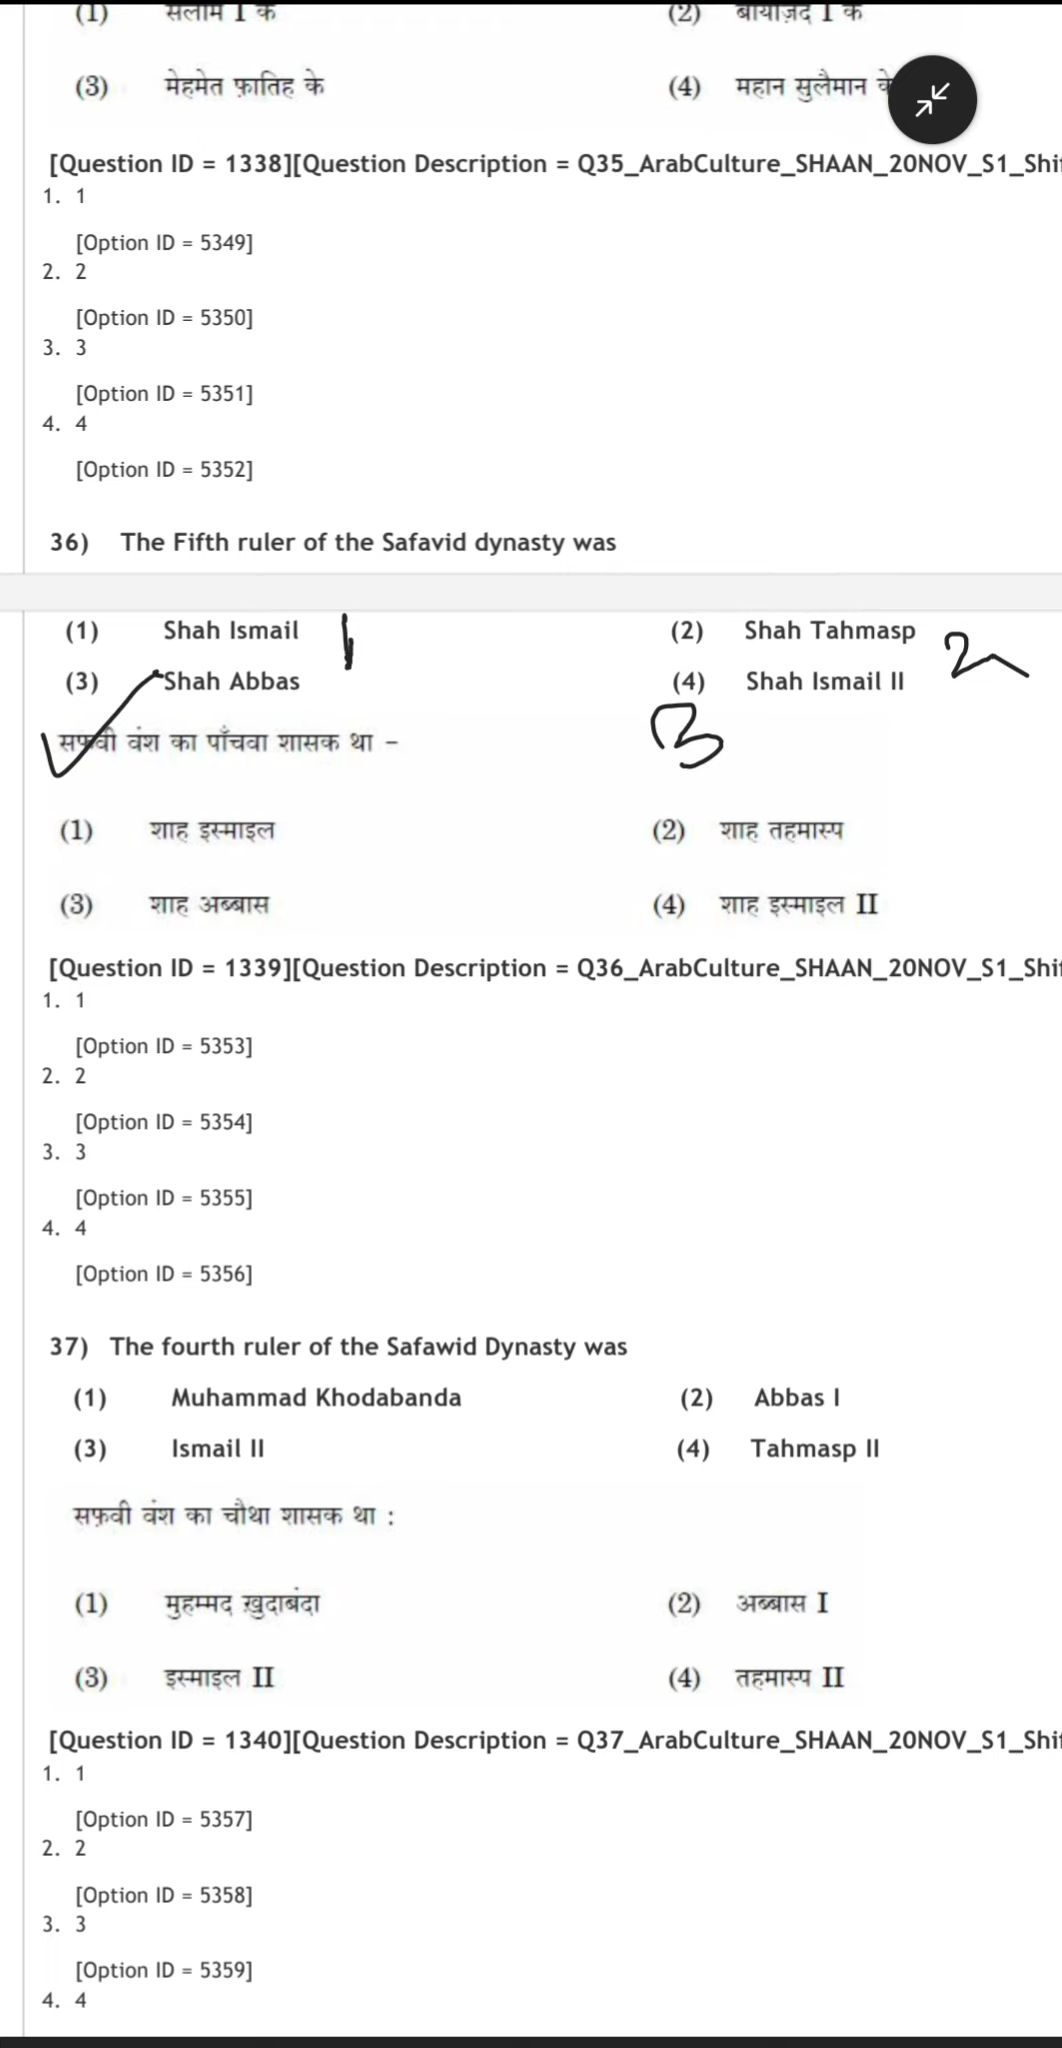 (1) सलीम I के (2) बायाज़िद I के
(3) मेहमेत फ़ातिह के (4) महान सुलैमान के
[Question ID = 1338][Question Description = Q35_ArabCulture_SHAAN_20NOV_S1_Shif
1. 1
[Option ID = 5349]
2. 2
[Option ID = 5350]
3. 3
[Option ID = 5351]
4. 4
[Option ID = 5352]
36) The Fifth ruler of the Safavid dynasty was
(1) Shah Ismail 1 (2) Shah Tahmasp 2
(3) Shah Abbas (4) Shah Ismail II
3
सफवी वंश का पाँचवा शासक था –
(1) शाह इस्माइल (2) शाह तहमास्प
(3) शाह अब्बास (4) शाह इस्माइल II
[Question ID = 1339][Question Description = Q36_ArabCulture_SHAAN_20NOV_S1_Shif
1. 1
[Option ID = 5353]
2. 2
[Option ID = 5354]
3. 3
[Option ID = 5355]
4. 4
[Option ID = 5356]
37) The fourth ruler of the Safawid Dynasty was
(1) Muhammad Khodabanda (2) Abbas I
(3) Ismail II (4) Tahmasp II
सफ़वी वंश का चौथा शासक था :
(1) मुहम्मद ख़ुदाबंदा (2) अब्बास I
(3) इस्माइल II (4) तहमास्प II
[Question ID = 1340][Question Description = Q37_ArabCulture_SHAAN_20NOV_S1_Shif
1. 1
[Option ID = 5357]
2. 2
[Option ID = 5358]
3. 3
[Option ID = 5359]
4. 4